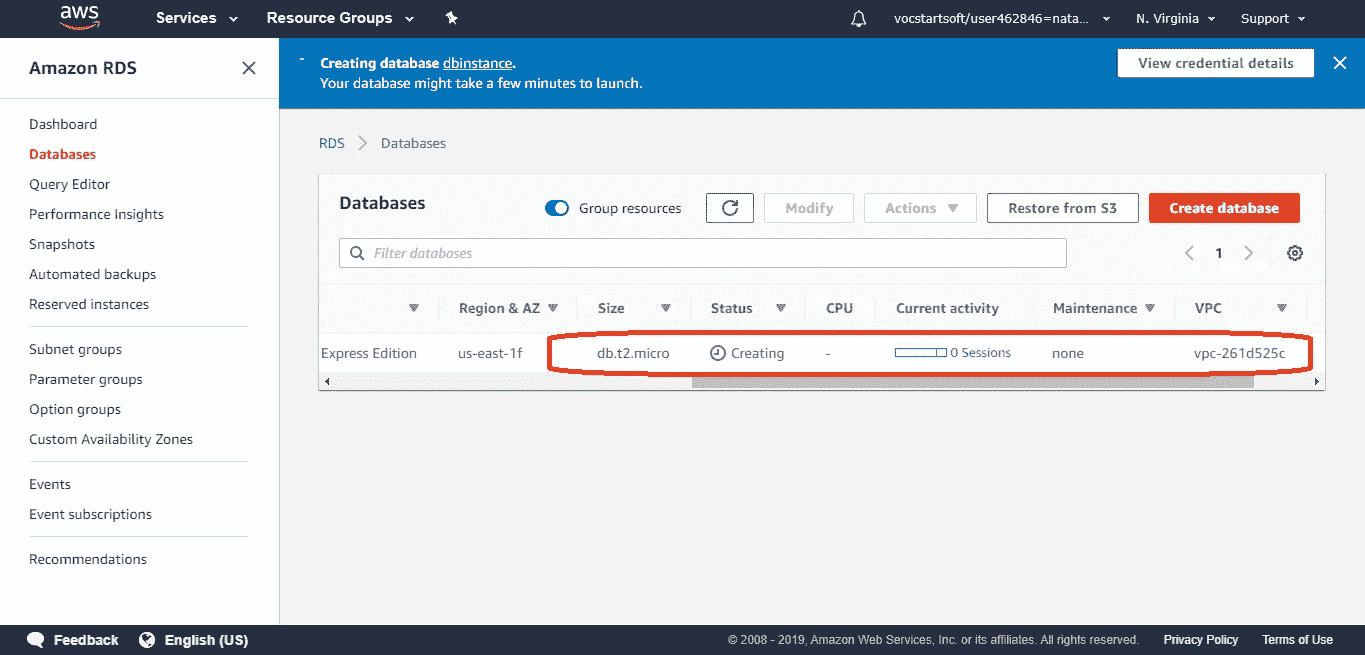 aws
Services Resource Groups vocstartsoft/user462846=nata... N. Virginia Support
Amazon RDS
Creating database dbinstance.
Your database might take a few minutes to launch.
View credential details
Dashboard
Databases
Query Editor
Performance Insights
Snapshots
Automated backups
Reserved instances
Subnet groups
Parameter groups
Option groups
Custom Availability Zones
Events
Event subscriptions
Recommendations
RDS Databases
Databases Group resources Modify Actions Restore from S3 Create database
Filter databases 1
Region & AZ Size Status CPU Current activity Maintenance VPC
Express Edition us-east-1f db.t2.micro Creating - 0 Sessions none vpc-261d525c
Feedback English (US) © 2008 - 2019, Amazon Web Services, Inc. or its affiliates. All rights reserved. Privacy Policy Terms of Use